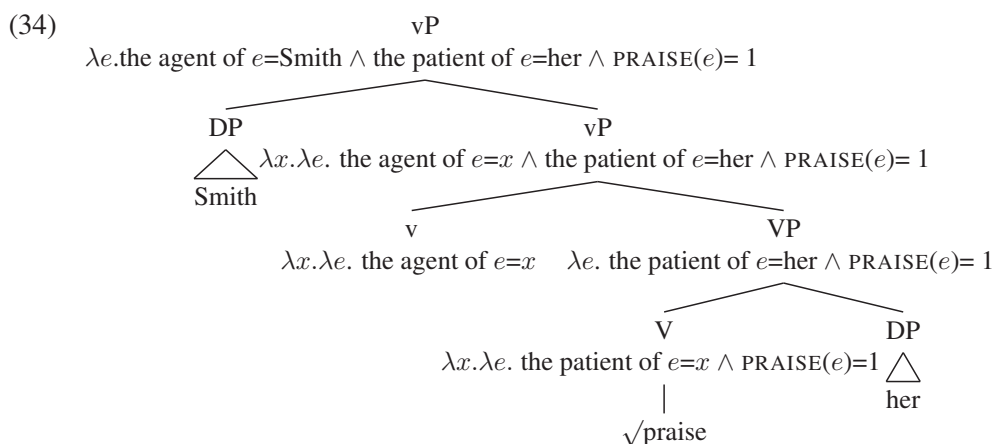 (34) vP
λe.the agent of e=Smith ∧ the patient of e=her ∧ PRAISE(e)= 1
DP vP
λx.λe. the agent of e=x ∧ the patient of e=her ∧ PRAISE(e)= 1
Smith
v VP
λx.λe. the agent of e=x λe. the patient of e=her ∧ PRAISE(e)= 1
V DP
λx.λe. the patient of e=x ∧ PRAISE(e)=1
her
√praise